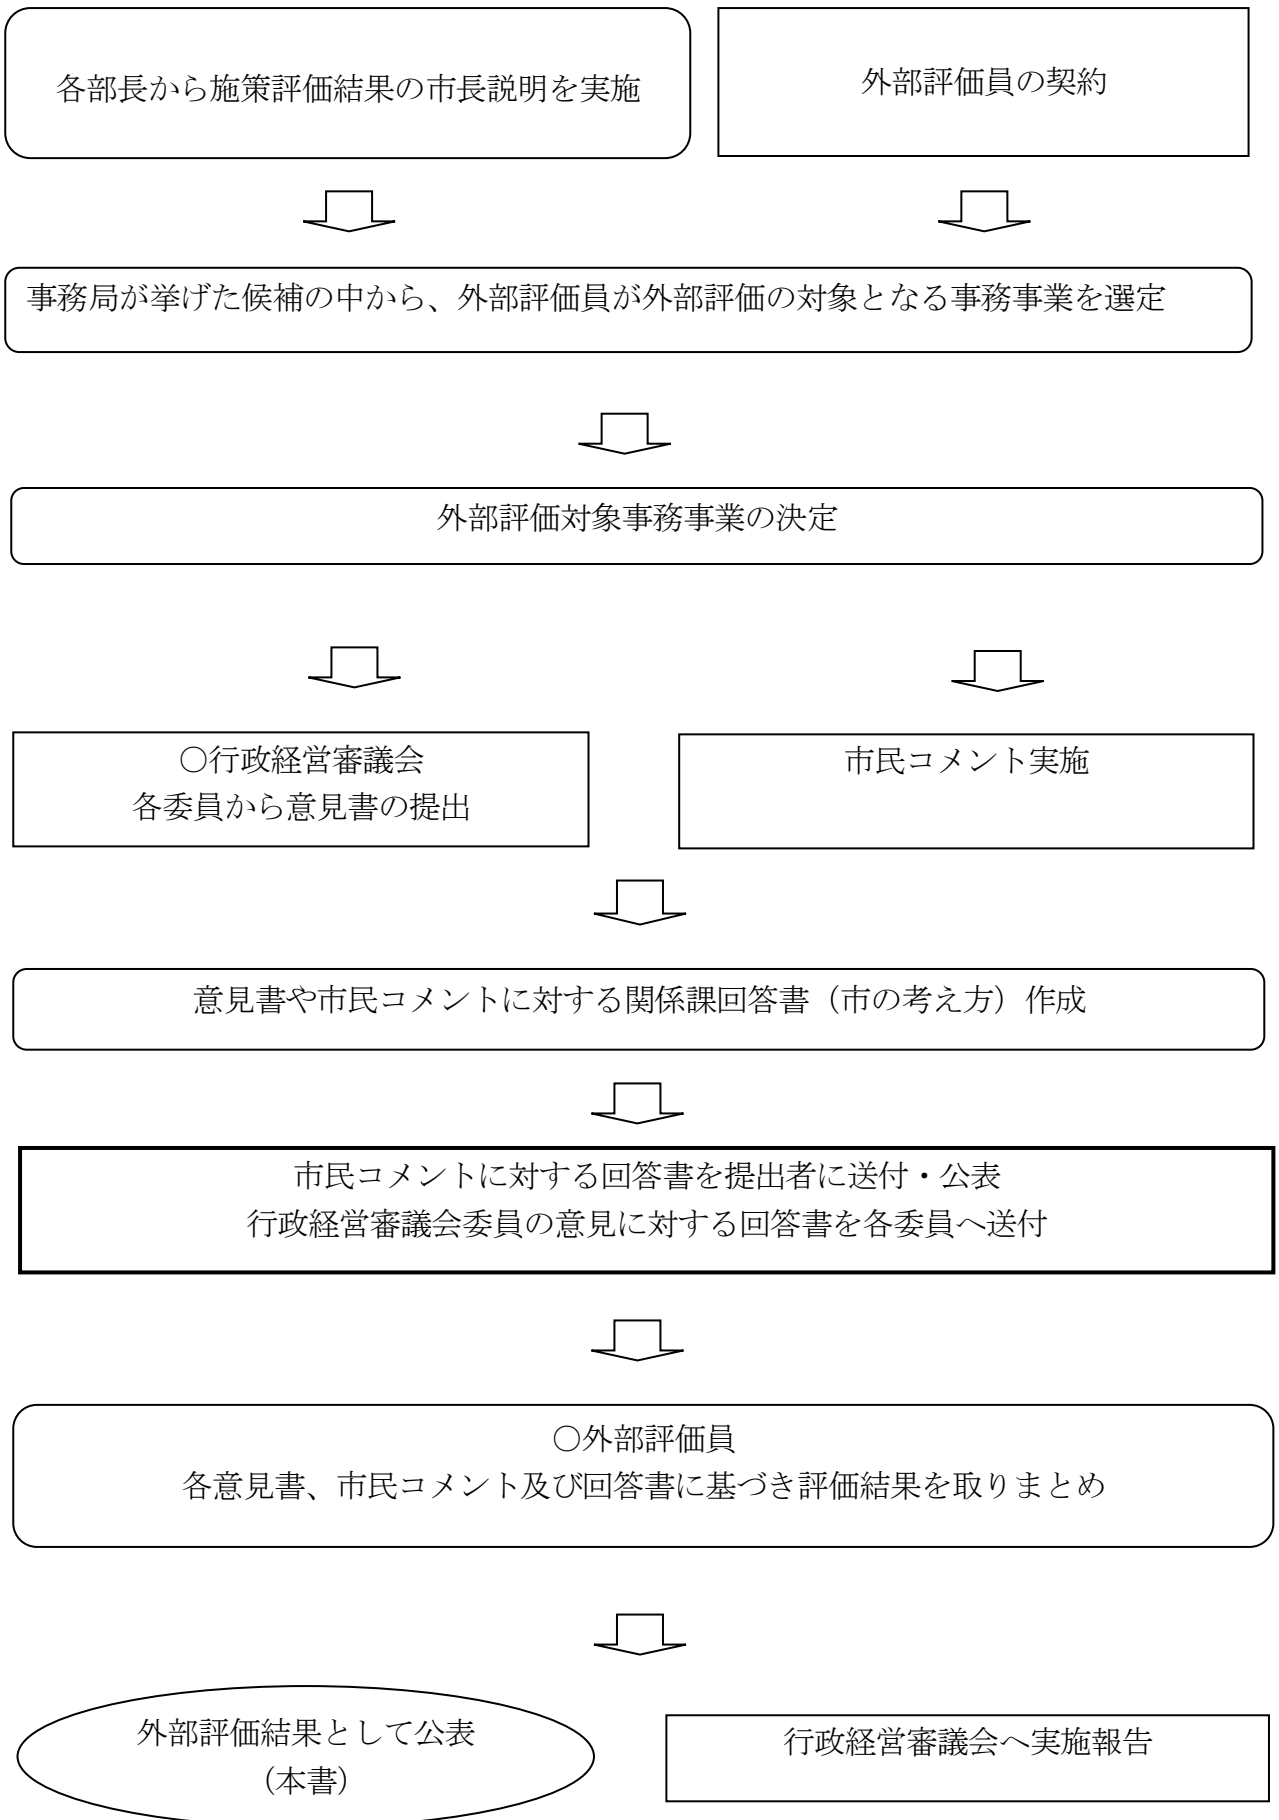 各部長から施策評価結果の市長説明を実施
外部評価員の契約
事務局が挙げた候補の中から、外部評価員が外部評価の対象となる事務事業を選定
外部評価対象事務事業の決定
○行政経営審議会
各委員から意見書の提出
市民コメント実施
意見書や市民コメントに対する関係課回答書（市の考え方）作成
市民コメントに対する回答書を提出者に送付・公表
行政経営審議会委員の意見に対する回答書を各委員へ送付
○外部評価員
各意見書、市民コメント及び回答書に基づき評価結果を取りまとめ
外部評価結果として公表
（本書）
行政経営審議会へ実施報告